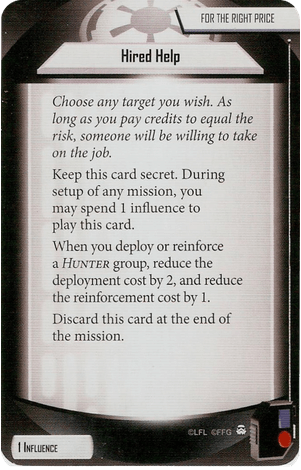 FOR THE RIGHT PRICE
Hired Help
Choose any target you wish. As
long as you pay credits to equal the
risk, someone will be willing to take
on the job.
Keep this card secret. During
setup of any mission, you
may spend 1 influence to
play this card.
When you deploy or reinforce
a HUNTER group, reduce the
deployment cost by 2, and reduce
the reinforcement cost by 1.
Discard this card at the end of
the mission.
©LFL ©FFG
1 INFLUENCE